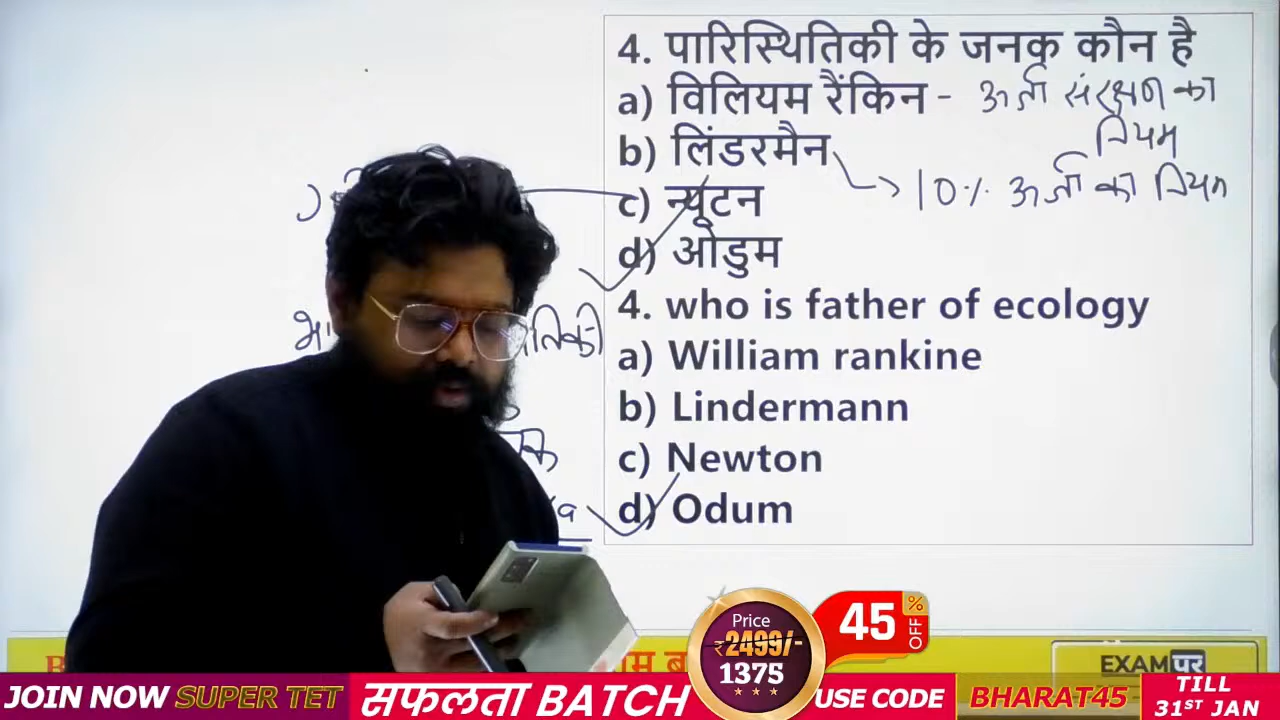 4. पारिस्थितिकी के जनक कौन है
a) विलियम रैंकिन - ऊर्जा संरक्षण का
नियम
b) लिंडरमैन
10% ऊर्जा का नियम
c) न्यूटन
d) ओडुम
4. who is father of ecology
a) William rankine
b) Lindermann
c) Newton
d) Odum
Price
₹2499/-
1375
45% OFF
EXAM पुर
JOIN NOW SUPER TET सफलता BATCH USE CODE BHARAT45 TILL
31ST JAN